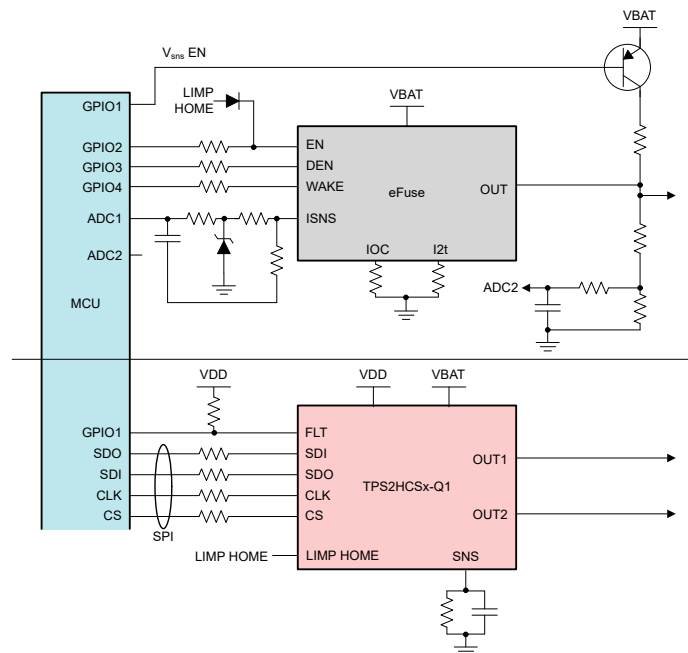 VBAT
V_sns EN
GPIO1
LIMP
HOME
VBAT
GPIO2
EN
GPIO3
DEN
GPIO4
WAKE
eFuse
OUT
ADC1
ISNS
ADC2
IOC
I2t
ADC2
MCU
VDD
VDD
VBAT
GPIO1
FLT
SDO
SDI
OUT1
SDI
SDO
TPS2HCSx-Q1
CLK
CLK
OUT2
CS
CS
SPI
LIMP HOME
LIMP HOME
SNS